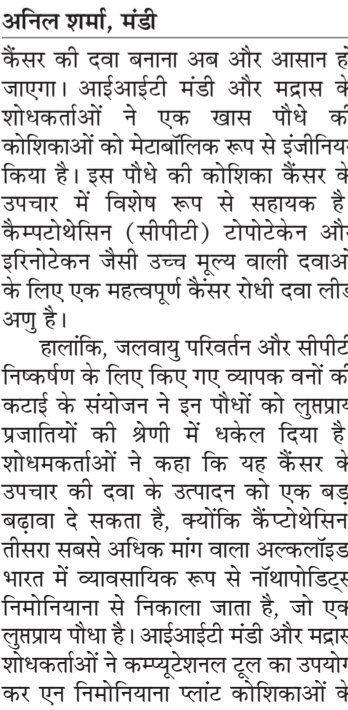 अनिल शर्मा, मंडी
कैंसर की दवा बनाना अब और आसान हो
जाएगा। आईआईटी मंडी और मद्रास के
शोधकर्ताओं ने एक खास पौधे की
कोशिकाओं को मेटाबॉलिक रूप से इंजीनिय
किया है। इस पौधे की कोशिका कैंसर के
उपचार में विशेष रूप से सहायक है
कैम्पटोथेसिन (सीपीटी) टोपोटेकेन और
इरिनोटेकन जैसी उच्च मूल्य वाली दवाओं
के लिए एक महत्वपूर्ण कैंसर रोधी दवा लीड
अणु है।
हालांकि, जलवायु परिवर्तन और सीपीटी
निष्कर्षण के लिए किए गए व्यापक वनों की
कटाई के संयोजन ने इन पौधों को लुप्तप्राय
प्रजातियों की श्रेणी में धकेल दिया है
शोधमकर्ताओं ने कहा कि यह कैंसर के
उपचार की दवा के उत्पादन को एक बड़
बढ़ावा दे सकता है, क्योंकि कैंप्टोथेसिन
तीसरा सबसे अधिक मांग वाला अल्कलॉइड
भारत में व्यावसायिक रूप से नॉथापोडिट्स
निमोनियाना से निकाला जाता है, जो एक
लुप्तप्राय पौधा है। आईआईटी मंडी और मद्रास
शोधकर्ताओं ने कम्प्यूटेशनल टूल का उपयोग
कर एन निमोनियाना प्लांट कोशिकाओं के